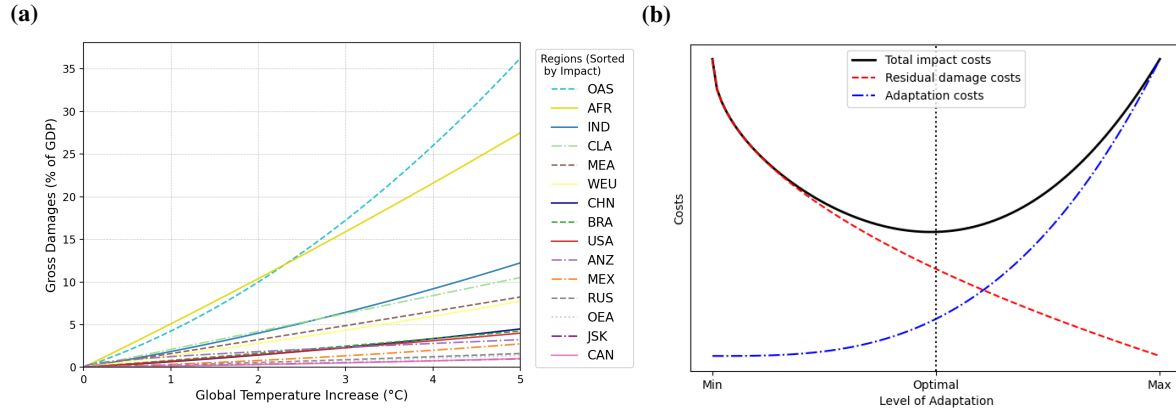 (a)
Gross Damages (% of GDP)
35
30
25
20
15
10
5
0
0 1 2 3 4 5
Global Temperature Increase (°C)
Regions (Sorted
by Impact)
OAS
AFR
IND
CLA
MEA
WEU
CHN
BRA
USA
ANZ
MEX
RUS
OEA
JSK
CAN
(b)
Total impact costs
Residual damage costs
Adaptation costs
Costs
Min Optimal Max
Level of Adaptation